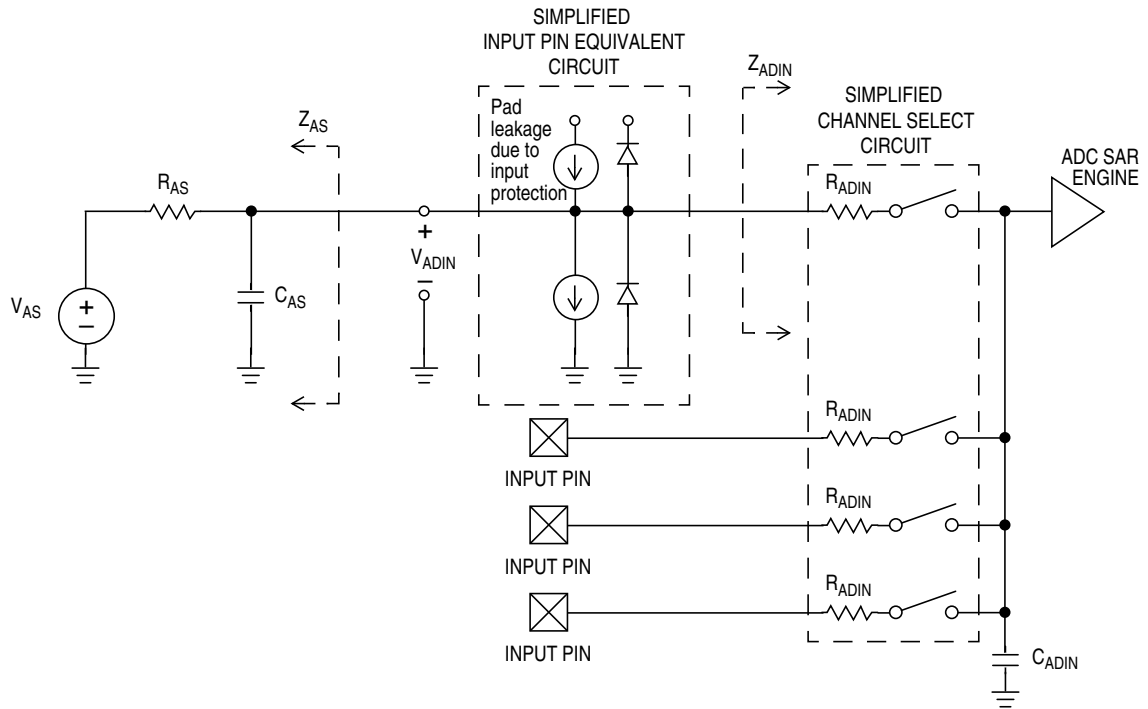 SIMPLIFIED
INPUT PIN EQUIVALENT
CIRCUIT
Z_ADIN
SIMPLIFIED
CHANNEL SELECT
CIRCUIT
Pad
leakage
due to
input
protection
Z_AS
R_AS
R_ADIN
ADC SAR
ENGINE
+
V_ADIN
–
C_AS
V_AS
+
–
R_ADIN
INPUT PIN
R_ADIN
INPUT PIN
R_ADIN
INPUT PIN
C_ADIN